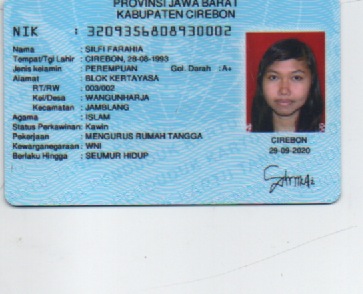 PROVINSI JAWA BARAT
KABUPATEN CIREBON
NIK : 3209356808930002
Nama : SILFI FARAHIA
Tempat/Tgl Lahir : CIREBON, 28-08-1993
Jenis kelamin : PEREMPUAN Gol. Darah : A+
Alamat : BLOK KERTAYASA
RT/RW : 003/002
Kel/Desa : WANGUNHARJA
Kecamatan : JAMBLANG
Agama : ISLAM
Status Perkawinan: Kawin
Pekerjaan : MENGURUS RUMAH TANGGA
Kewarganegaraan: WNI
Berlaku Hingga : SEUMUR HIDUP
CIREBON
29-09-2020